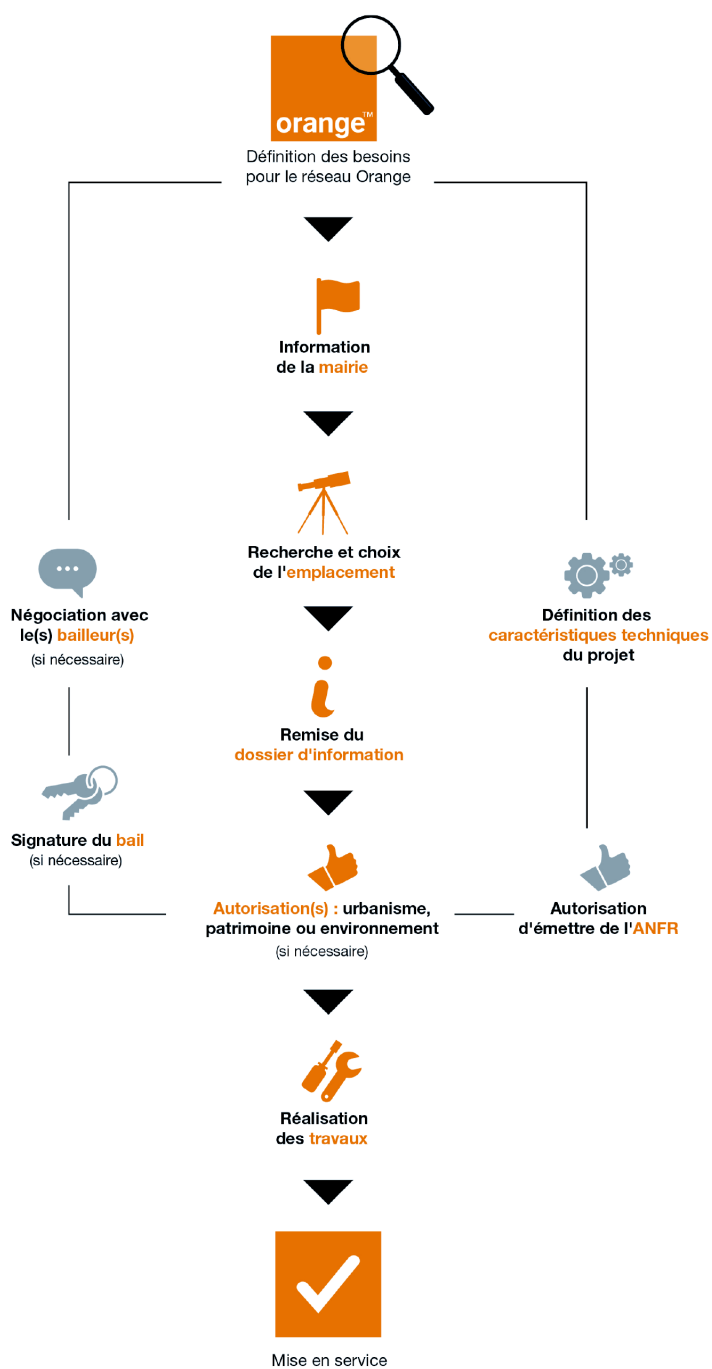 orange™
Définition des besoins
pour le réseau Orange
Information
de la mairie
Recherche et choix
de l'emplacement
Négociation avec
le(s) bailleur(s)
(si nécessaire)
Définition des
caractéristiques techniques
du projet
Remise du
dossier d'information
Signature du bail
(si nécessaire)
Autorisation(s) : urbanisme,
patrimoine ou environnement
(si nécessaire)
Autorisation
d'émettre de l'ANFR
Réalisation
des travaux
Mise en service